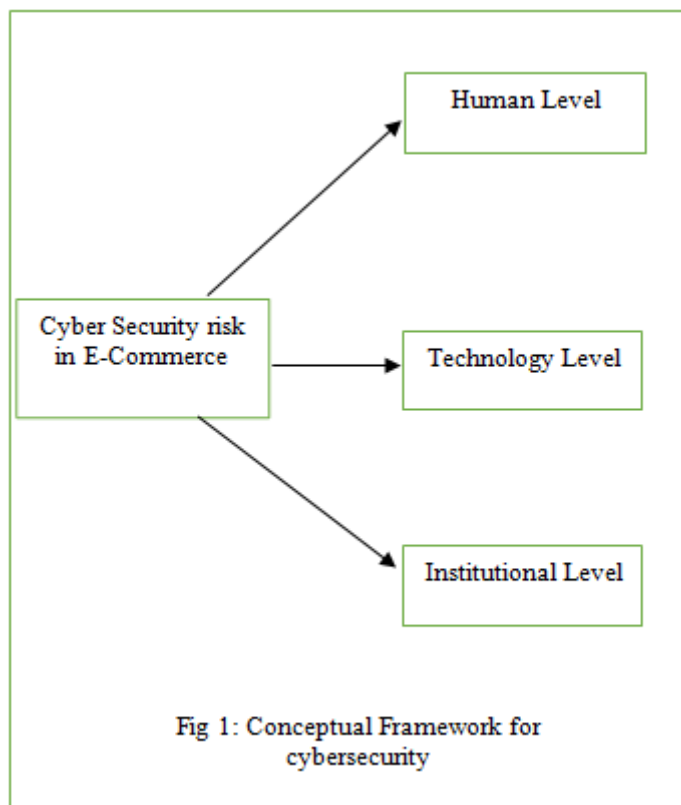 Human Level
Cyber Security risk
in E-Commerce
Technology Level
Institutional Level
Fig 1: Conceptual Framework for
cybersecurity